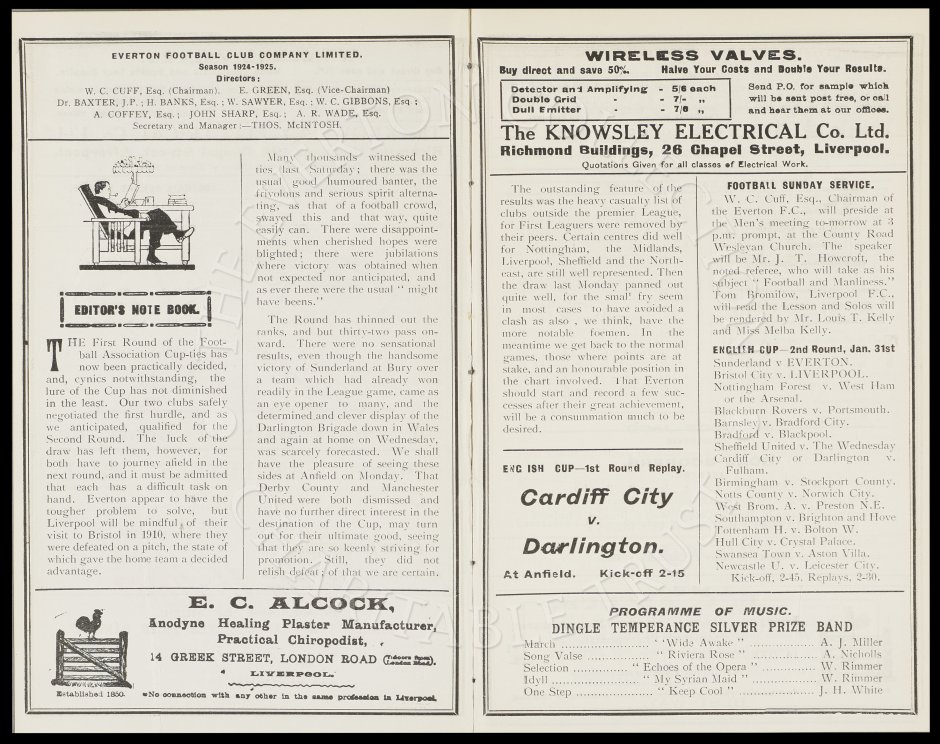 EVERTON FOOTBALL CLUB COMPANY LIMITED.
Season 1924-1925.
Directors:
W. C. CUFF, Esq. (Chairman). E. GREEN, Esq. (Vice-Chairman)
Dr. BAXTER, J.P.; H. BANKS, Esq.; W. SAWYER, Esq.; W. C. GIBBONS, Esq;
A. COFFEY, Esq.; JOHN SHARP, Esq.; A. R. WADE, Esq.
Secretary and Manager:—THOS. McINTOSH.
EDITOR'S NOTE BOOK.
THE First Round of the Foot-
ball Association Cup-ties has
now been practically decided,
and, cynics notwithstanding, the
lure of the Cup has not diminished
in the least. Our two clubs safely
negotiated the first hurdle, and as
we anticipated, qualified for the
Second Round. The luck of the
draw has left them, however, for
both have to journey afield in the
next round, and it must be admitted
that each has a difficult task on
hand. Everton appear to have the
tougher problem to solve, but
Liverpool will be mindful of their
visit to Bristol in 1910, where they
were defeated on a pitch, the state of
which gave the home team a decided
advantage.
Many thousands witnessed the
ties last Saturday; there was the
usual good humoured banter, the
frivolous and serious spirit alterna-
ting, as that of a football crowd,
swayed this and that way, quite
easily can. There were disappoint-
ments when cherished hopes were
blighted; there were jubilations
where victory was obtained when
not expected nor anticipated, and
as ever there were the usual "might
have beens."
The Round has thinned out the
ranks, and but thirty-two pass on-
ward. There were no sensational
results, even though the handsome
victory of Sunderland at Bury over
a team which had already won
readily in the League game, came as
an eye opener to many, and the
determined and clever display of the
Darlington Brigade down in Wales
and again at home on Wednesday,
was scarcely forecasted. We shall
have the pleasure of seeing these
sides at Anfield on Monday. That
Derby County and Manchester
United were both dismissed and
have no further direct interest in the
destination of the Cup, may turn
out for their ultimate good, seeing
that they are so keenly striving for
promotion. Still, they did not
relish defeat; of that we are certain.
E. C. ALCOCK,
Anodyne Healing Plaster Manufacturer,
Practical Chiropodist,
14 GREEK STREET, LONDON ROAD
LIVERPOOL.
Established 1850.
No connection with any other in the same profession in Liverpool.
WIRELESS VALVES.
Buy direct and save 50%. Halve Your Costs and Double Your Results.
Detector and Amplifying - 5/6 each
Double Grid - - 7/- ,,
Dull Emitter - - 7/6 ,,
Send P.O. for sample which
will be sent post free, or call
and hear them at our offices.
The KNOWSLEY ELECTRICAL Co. Ltd.
Richmond Buildings, 26 Chapel Street, Liverpool.
Quotations Given for all classes of Electrical Work.
The outstanding feature of the
results was the heavy casualty list of
clubs outside the premier League,
for First Leaguers were removed by
their peers. Certain centres did well
for Nottingham, the Midlands,
Liverpool, Sheffield and the North-
east, are still well represented. Then
the draw last Monday panned out
quite well, for the small fry seem
in most cases to have avoided a
clash as also, we think, have the
more notable foemen. In the
meantime we get back to the normal
games, those where points are at
stake, and an honourable position in
the chart involved. That Everton
should start and record a few suc-
cesses after their great achievement,
will be a consummation much to be
desired.
ENG ISH CUP—1st Round Replay.
Cardiff City
v.
Darlington.
At Anfield. Kick-off 2-15
FOOTBALL SUNDAY SERVICE.
W. C. Cuff, Esq., Chairman of
the Everton F.C., will preside at
the Men's meeting to-morrow at 3
p.m. prompt, at the County Road
Wesleyan Church. The speaker
will be Mr. J. T. Howcroft, the
noted referee, who will take as his
subject "Football and Manliness."
Tom Bromilow, Liverpool F.C.,
will read the Lesson and Solos will
be rendered by Mr. Louis T. Kelly
and Miss Melba Kelly.
ENGLISH CUP—2nd Round, Jan. 31st
Sunderland v EVERTON.
Bristol City v. LIVERPOOL.
Nottingham Forest v. West Ham
or the Arsenal.
Blackburn Rovers v. Portsmouth.
Barnsley v. Bradford City.
Bradford v. Blackpool.
Sheffield United v. The Wednesday
Cardiff City or Darlington v.
Fulham.
Birmingham v. Stockport County.
Notts County v. Norwich City.
West Brom. A. v. Preston N.E.
Southampton v. Brighton and Hove
Tottenham H. v. Bolton W.
Hull City v. Crystal Palace.
Swansea Town v. Aston Villa.
Newcastle U. v. Leicester City.
Kick-off, 2-45. Replays, 2-30.
PROGRAMME OF MUSIC.
DINGLE TEMPERANCE SILVER PRIZE BAND
March ............ "Wide Awake" ............ A. J. Miller
Song Valse ............ "Riviera Rose" ............ A. Nicholls
Selection ............ "Echoes of the Opera" ............ W. Rimmer
Idyll ............ "My Syrian Maid" ............ W. Rimmer
One Step ............ "Keep Cool" ............ J. H. White